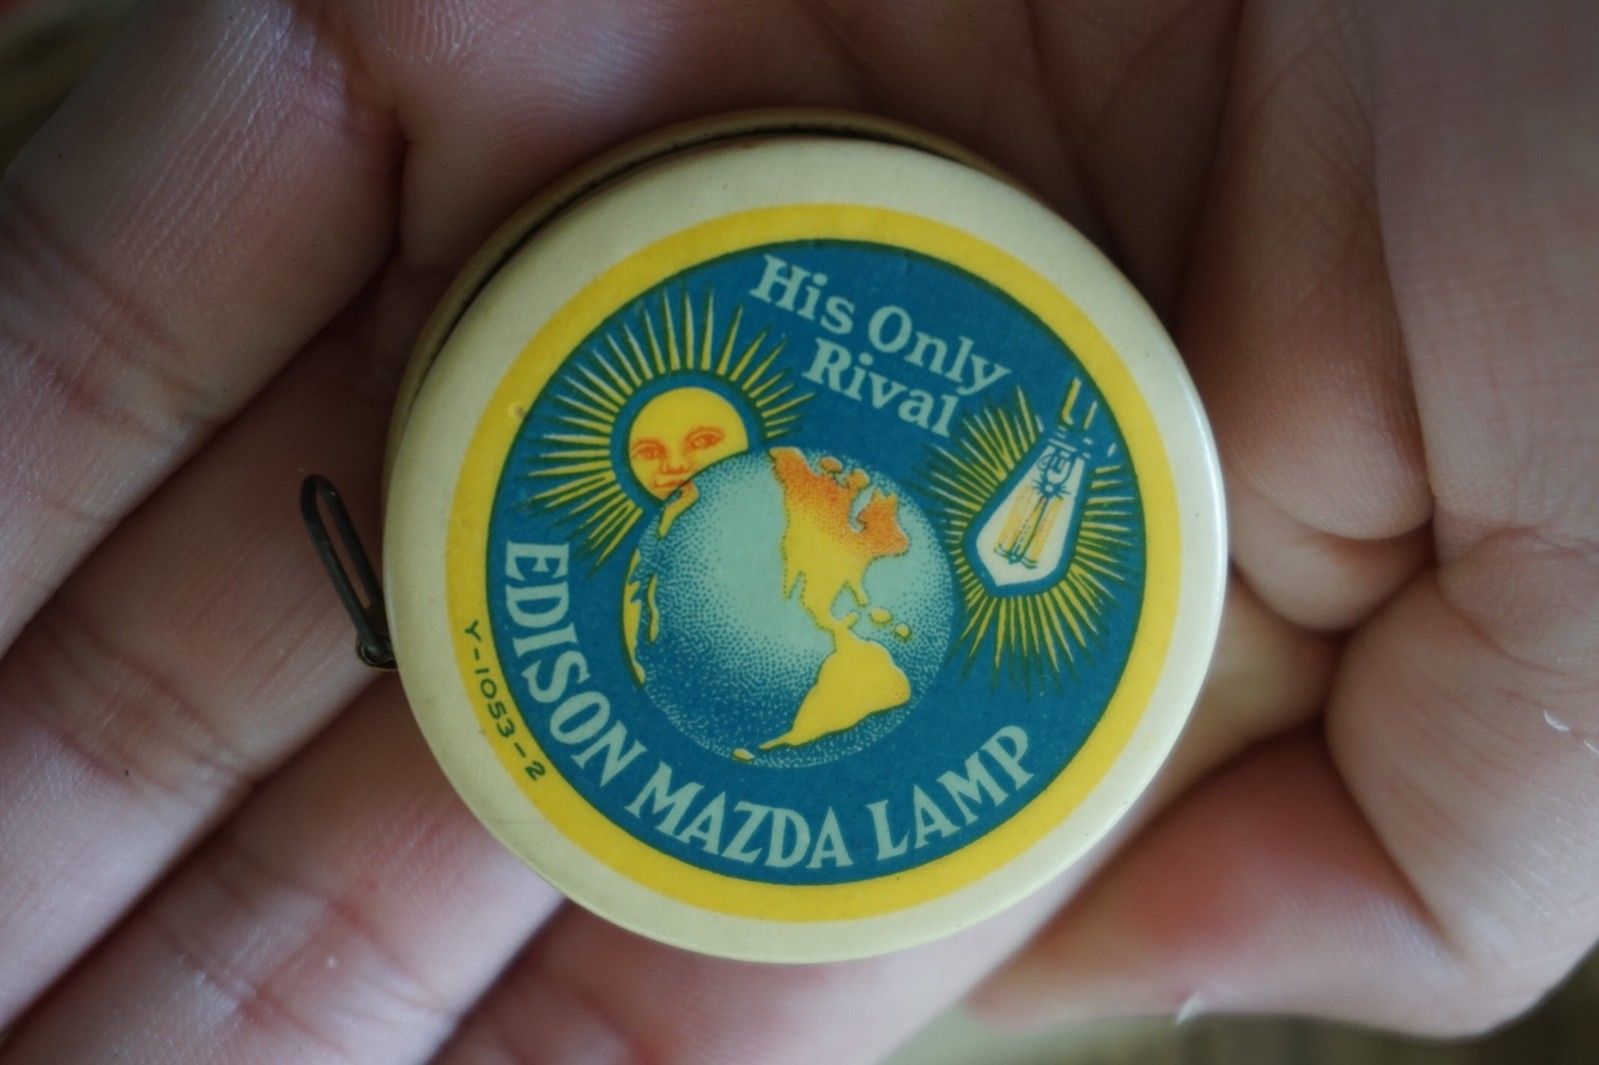 His Only
Rival
EDISON MAZDA LAMP
Y-1053-2